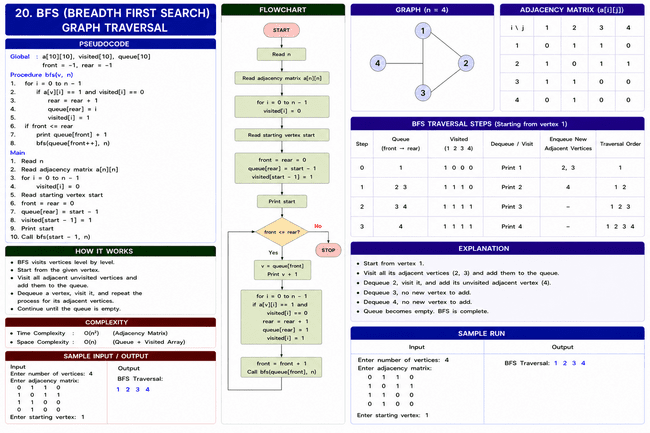 20. BFS (BREADTH FIRST SEARCH)
GRAPH TRAVERSAL
PSEUDOCODE
Global : a[10][10], visited[10], queue[10]
front = -1, rear = -1
Procedure bfs(v, n)
1. for i = 0 to n - 1
2. if a[v][i] == 1 and visited[i] == 0
3. rear = rear + 1
4. queue[rear] = i
5. visited[i] = 1
6. if front <= rear
7. print queue[front] + 1
8. bfs(queue[front++], n)
Main
1. Read n
2. Read adjacency matrix a[n][n]
3. for i = 0 to n - 1
4. visited[i] = 0
5. Read starting vertex start
6. front = rear = 0
7. queue[rear] = start - 1
8. visited[start - 1] = 1
9. Print start
10. Call bfs(start - 1, n)
HOW IT WORKS
• BFS visits vertices level by level.
• Start from the given vertex.
• Visit all adjacent unvisited vertices and
add them to the queue.
• Dequeue a vertex, visit it, and repeat the
process for its adjacent vertices.
• Continue until the queue is empty.
COMPLEXITY
• Time Complexity : O(n²) (Adjacency Matrix)
• Space Complexity : O(n) (Queue + Visited Array)
SAMPLE INPUT / OUTPUT
Input
Enter number of vertices: 4
Enter adjacency matrix:
0 1 1 0
1 0 1 1
1 1 0 0
0 1 0 0
Enter starting vertex: 1
Output
BFS Traversal:
1 2 3 4
FLOWCHART
START
Read n
Read adjacency matrix a[n][n]
for i = 0 to n - 1
visited[i] = 0
Read starting vertex start
front = rear = 0
queue[rear] = start - 1
visited[start - 1] = 1
Print start
front <= rear?
No
STOP
Yes
v = queue[front]
Print v + 1
for i = 0 to n - 1
if a[v][i] == 1 and
visited[i] == 0
rear = rear + 1
queue[rear] = i
visited[i] = 1
front = front + 1
Call bfs(queue[front], n)
GRAPH (n = 4)
1
4
2
3
ADJACENCY MATRIX (a[i][j])
i \ j 1 2 3 4
1 0 1 1 0
2 1 0 1 1
3 1 1 0 0
4 0 1 0 0
BFS TRAVERSAL STEPS (Starting from vertex 1)
Step Queue (front → rear) Visited (1 2 3 4) Dequeue / Visit Enqueue New Adjacent Vertices Traversal Order
0 1 1 0 0 0 Print 1 2, 3 1
1 2 3 1 1 1 0 Print 2 4 1 2
2 3 4 1 1 1 1 Print 3 – 1 2 3
3 4 1 1 1 1 Print 4 – 1 2 3 4
EXPLANATION
• Start from vertex 1.
• Visit all its adjacent vertices (2, 3) and add them to the queue.
• Dequeue 2, visit it, and add its unvisited adjacent vertex (4).
• Dequeue 3, no new vertex to add.
• Dequeue 4, no new vertex to add.
• Queue becomes empty. BFS is complete.
SAMPLE RUN
Input
Enter number of vertices: 4
Enter adjacency matrix:
0 1 1 0
1 0 1 1
1 1 0 0
0 1 0 0
Enter starting vertex: 1
Output
BFS Traversal: 1 2 3 4